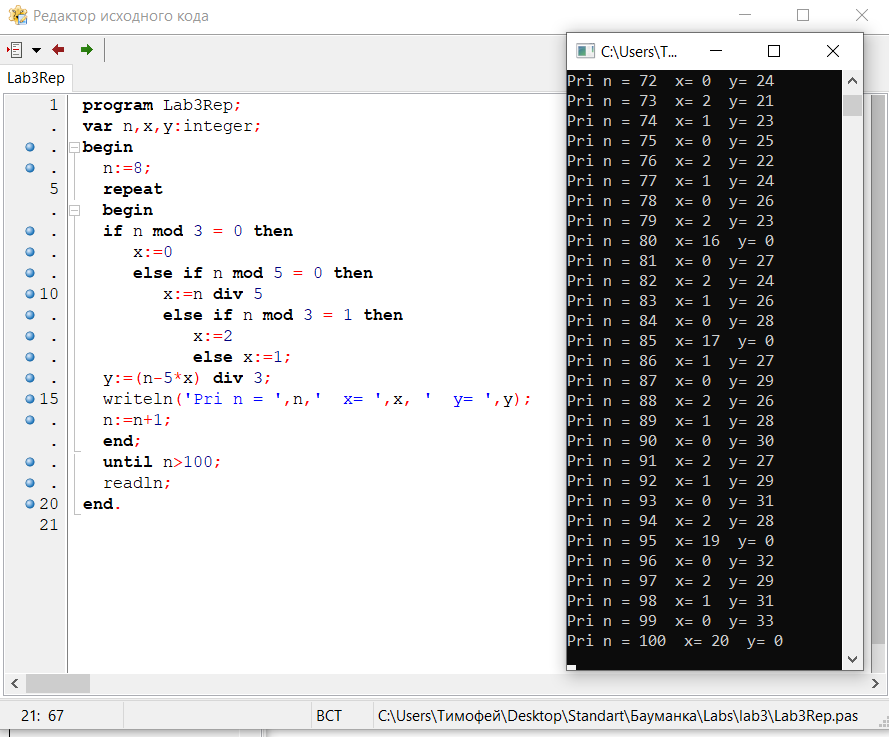 Редактор исходного кода
Lab3Rep
1 program Lab3Rep;
. var n,x,y:integer;
. begin
. n:=8;
5 repeat
. begin
. if n mod 3 = 0 then
. x:=0
. else if n mod 5 = 0 then
10 x:=n div 5
. else if n mod 3 = 1 then
. x:=2
. else x:=1;
. y:=(n-5*x) div 3;
15 writeln('Pri n = ',n,'  x= ',x, '  y= ',y);
. n:=n+1;
. end;
. until n>100;
. readln;
20 end.
21
C:\Users\T...
Pri n = 72  x= 0  y= 24
Pri n = 73  x= 2  y= 21
Pri n = 74  x= 1  y= 23
Pri n = 75  x= 0  y= 25
Pri n = 76  x= 2  y= 22
Pri n = 77  x= 1  y= 24
Pri n = 78  x= 0  y= 26
Pri n = 79  x= 2  y= 23
Pri n = 80  x= 16  y= 0
Pri n = 81  x= 0  y= 27
Pri n = 82  x= 2  y= 24
Pri n = 83  x= 1  y= 26
Pri n = 84  x= 0  y= 28
Pri n = 85  x= 17  y= 0
Pri n = 86  x= 1  y= 27
Pri n = 87  x= 0  y= 29
Pri n = 88  x= 2  y= 26
Pri n = 89  x= 1  y= 28
Pri n = 90  x= 0  y= 30
Pri n = 91  x= 2  y= 27
Pri n = 92  x= 1  y= 29
Pri n = 93  x= 0  y= 31
Pri n = 94  x= 2  y= 28
Pri n = 95  x= 19  y= 0
Pri n = 96  x= 0  y= 32
Pri n = 97  x= 2  y= 29
Pri n = 98  x= 1  y= 31
Pri n = 99  x= 0  y= 33
Pri n = 100  x= 20  y= 0
21: 67 ВСТ C:\Users\Тимофей\Desktop\Standart\Бауманка\Labs\lab3\Lab3Rep.pas